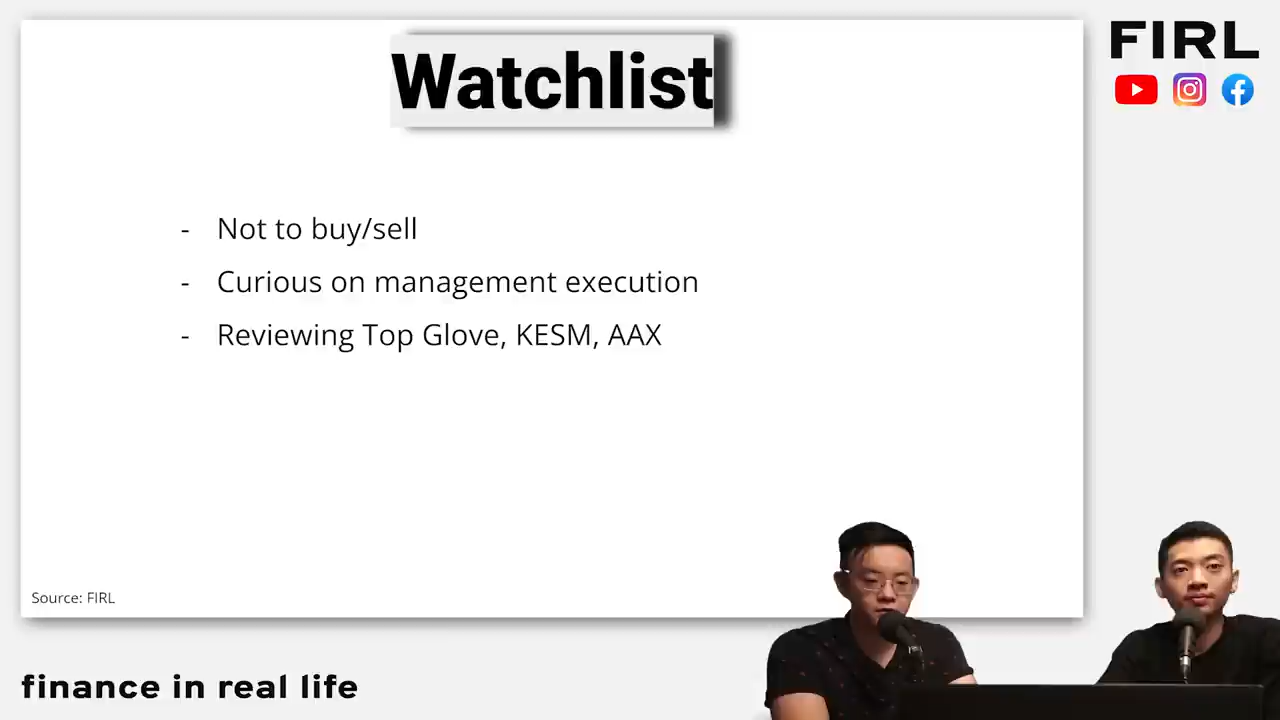 Watchlist
FIRL
- Not to buy/sell
- Curious on management execution
- Reviewing Top Glove, KESM, AAX
Source: FIRL
finance in real life